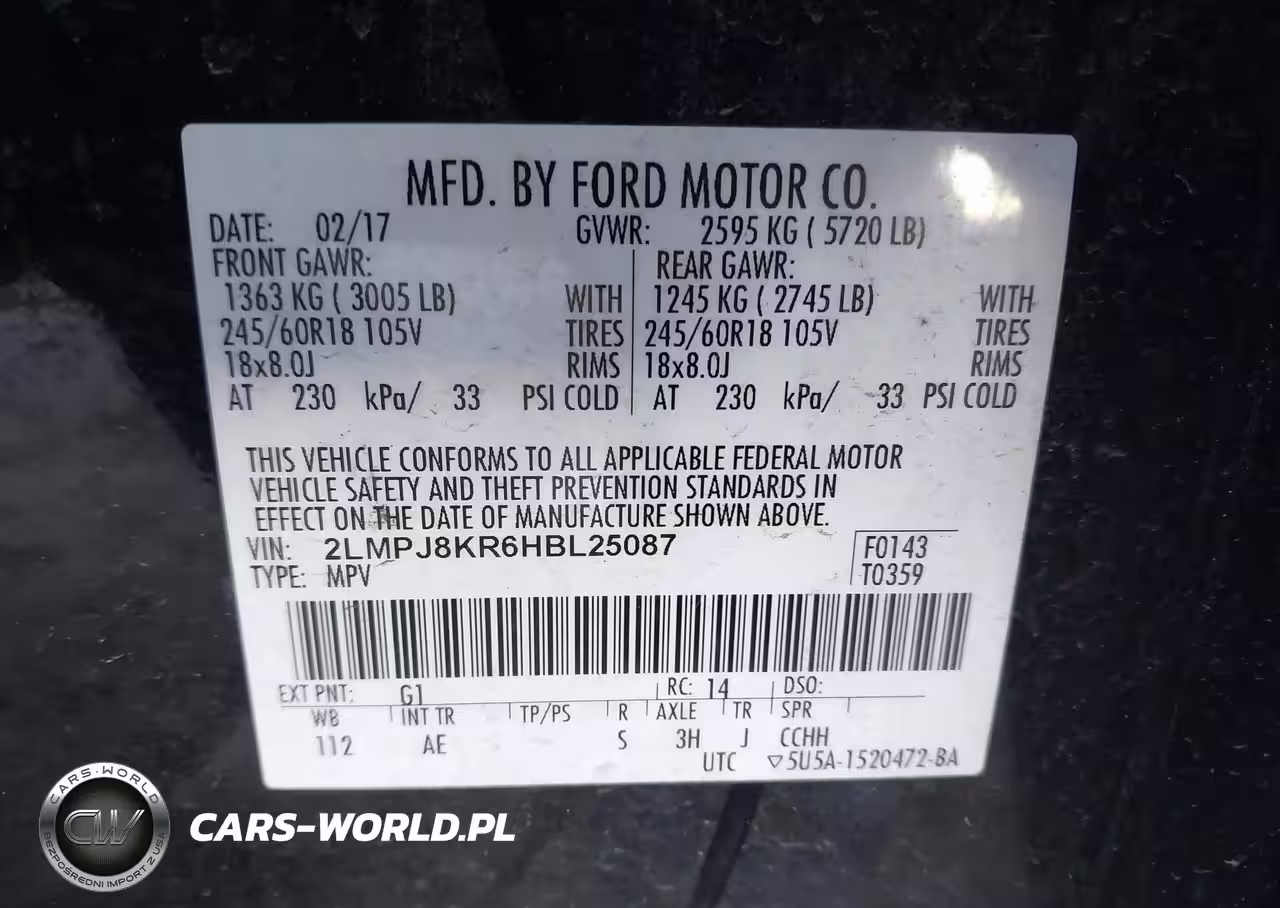 MFD. BY FORD MOTOR CO.
DATE: 02/17 GVWR: 2595 KG ( 5720 LB)
FRONT GAWR: REAR GAWR:
1363 KG ( 3005 LB) WITH 1245 KG ( 2745 LB) WITH
245/60R18 105V TIRES 245/60R18 105V TIRES
18x8.0J RIMS 18x8.0J RIMS
AT 230 kPa/ 33 PSI COLD AT 230 kPa/ 33 PSI COLD
THIS VEHICLE CONFORMS TO ALL APPLICABLE FEDERAL MOTOR
VEHICLE SAFETY AND THEFT PREVENTION STANDARDS IN
EFFECT ON THE DATE OF MANUFACTURE SHOWN ABOVE.
VIN: 2LMPJ8KR6HBL25087 F0143
TYPE: MPV T0359
EXT PNT: G1 RC: 14 DSO:
WB INT TR TP/PS R AXLE TR SPR
112 AE S 3H J CCHH
UTC ▽5U5A-1520472-BA
CARS-WORLD
CW
BEZPOŚREDNI IMPORT Z USA
CARS-WORLD.PL